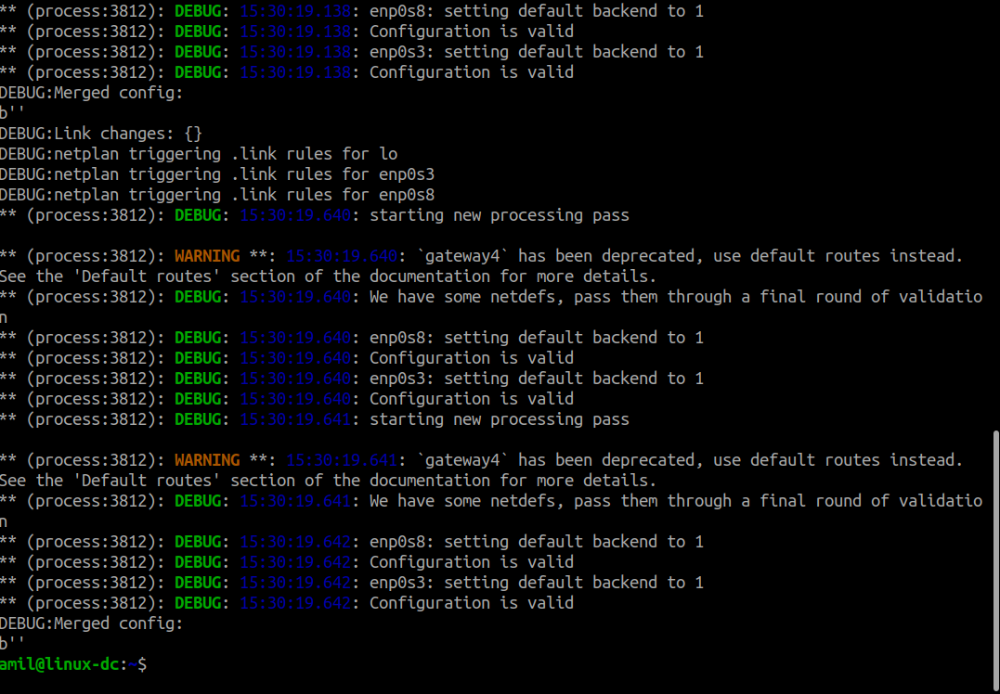 ** (process:3812): DEBUG: 15:30:19.138: enp0s8: setting default backend to 1
** (process:3812): DEBUG: 15:30:19.138: Configuration is valid
** (process:3812): DEBUG: 15:30:19.138: enp0s3: setting default backend to 1
** (process:3812): DEBUG: 15:30:19.138: Configuration is valid
DEBUG:Merged config:
b''
DEBUG:Link changes: {}
DEBUG:netplan triggering .link rules for lo
DEBUG:netplan triggering .link rules for enp0s3
DEBUG:netplan triggering .link rules for enp0s8
** (process:3812): DEBUG: 15:30:19.640: starting new processing pass
** (process:3812): WARNING **: 15:30:19.640: `gateway4` has been deprecated, use default routes instead.
See the 'Default routes' section of the documentation for more details.
** (process:3812): DEBUG: 15:30:19.640: We have some netdefs, pass them through a final round of validatio
n
** (process:3812): DEBUG: 15:30:19.640: enp0s8: setting default backend to 1
** (process:3812): DEBUG: 15:30:19.640: Configuration is valid
** (process:3812): DEBUG: 15:30:19.640: enp0s3: setting default backend to 1
** (process:3812): DEBUG: 15:30:19.640: Configuration is valid
** (process:3812): DEBUG: 15:30:19.641: starting new processing pass
** (process:3812): WARNING **: 15:30:19.641: `gateway4` has been deprecated, use default routes instead.
See the 'Default routes' section of the documentation for more details.
** (process:3812): DEBUG: 15:30:19.641: We have some netdefs, pass them through a final round of validatio
n
** (process:3812): DEBUG: 15:30:19.642: enp0s8: setting default backend to 1
** (process:3812): DEBUG: 15:30:19.642: Configuration is valid
** (process:3812): DEBUG: 15:30:19.642: enp0s3: setting default backend to 1
** (process:3812): DEBUG: 15:30:19.642: Configuration is valid
DEBUG:Merged config:
b''
amil@linux-dc:~$